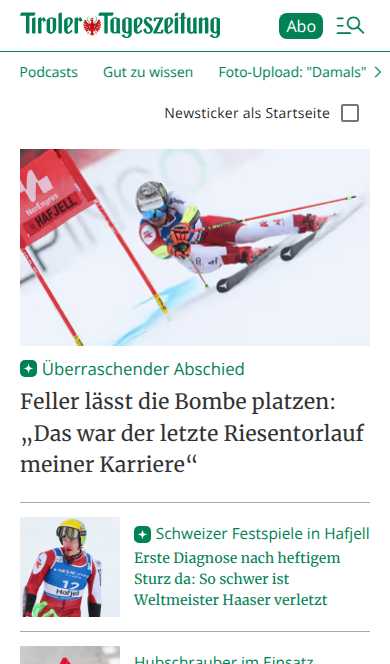 Tiroler Tageszeitung
Abo
Podcasts Gut zu wissen Foto-Upload: "Damals"
Newsticker als Startseite
HAFJELL
Überraschender Abschied
Feller lässt die Bombe platzen:
„Das war der letzte Riesentorlauf
meiner Karriere“
12
Hafjell
Schweizer Festspiele in Hafjell
Erste Diagnose nach heftigem
Sturz da: So schwer ist
Weltmeister Haaser verletzt
Hubschrauber im Einsatz